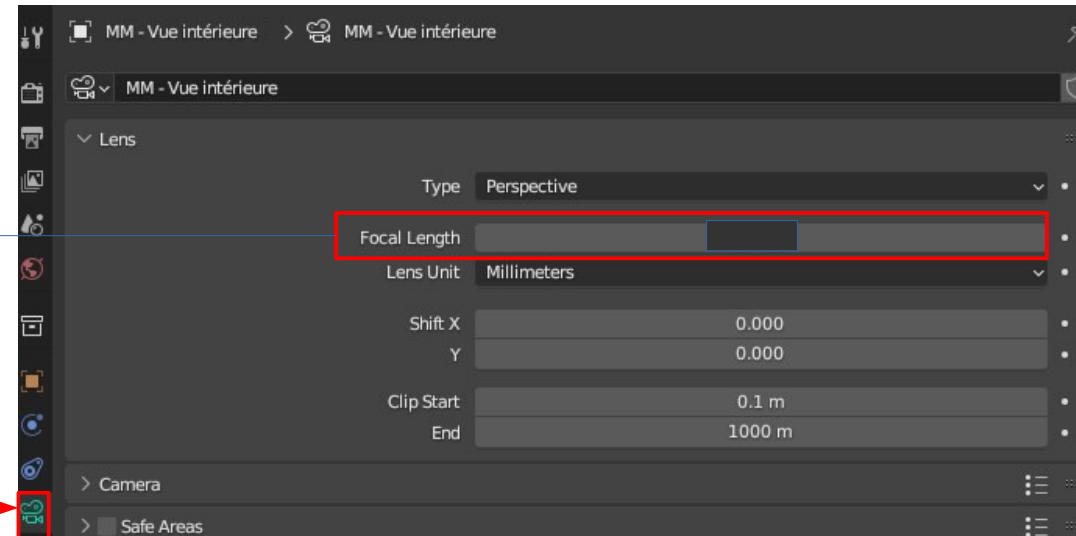 MM - Vue intérieure > MM - Vue intérieure
MM - Vue intérieure
Lens
Type Perspective
Focal Length
Lens Unit Millimeters
Shift X 0.000
Y 0.000
Clip Start 0.1 m
End 1000 m
Camera
Safe Areas